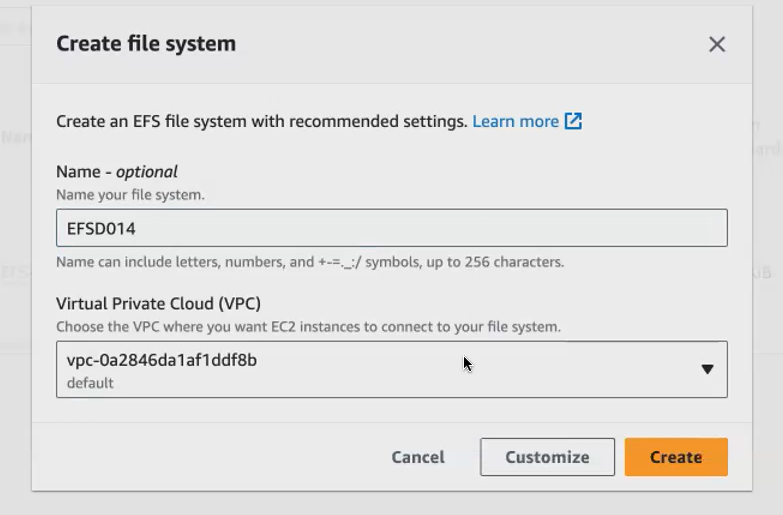 Create file system
Create an EFS file system with recommended settings. Learn more
Name - optional
Name your file system.
EFSD014
Name can include letters, numbers, and +-=._:/ symbols, up to 256 characters.
Virtual Private Cloud (VPC)
Choose the VPC where you want EC2 instances to connect to your file system.
vpc-0a2846da1af1ddf8b
default
Cancel
Customize
Create